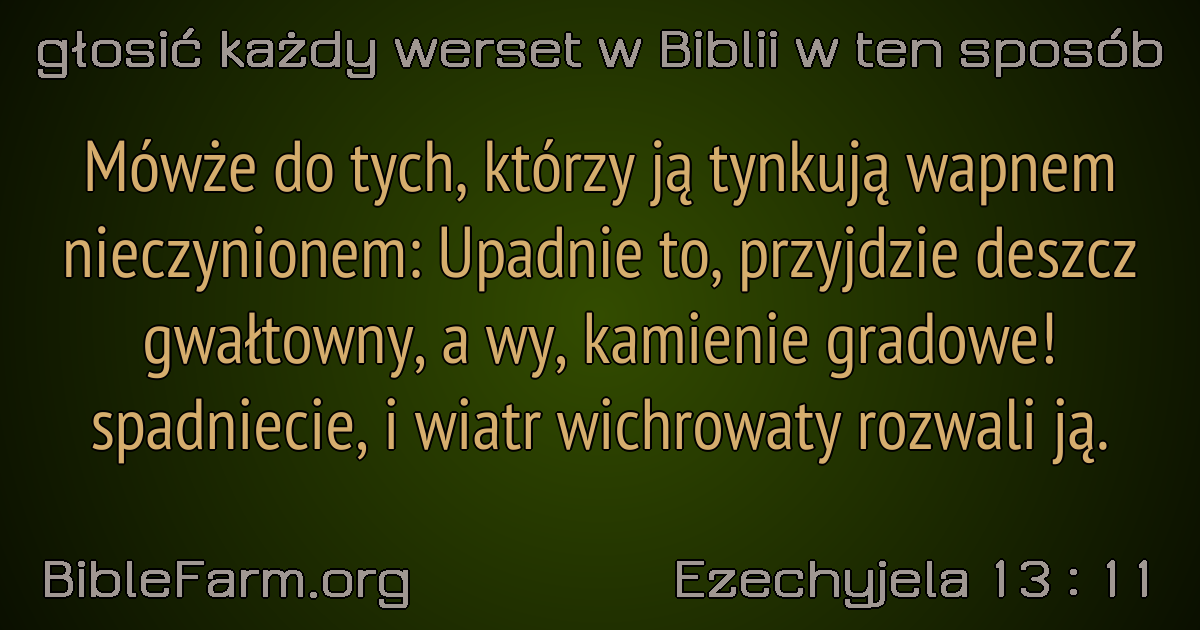 głosić każdy werset w Biblii w ten sposób
Mówże do tych, którzy ją tynkują wapnem
nieczynionem: Upadnie to, przyjdzie deszcz
gwałtowny, a wy, kamienie gradowe!
spadniecie, i wiatr wichrowaty rozwali ją.
BibleFarm.org
Ezechyjela 13 : 11